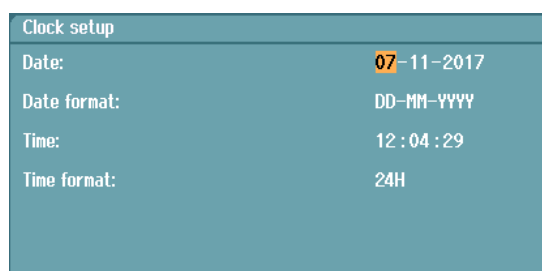 Clock setup
Date: 07-11-2017
Date format: DD-MM-YYYY
Time: 12:04:29
Time format: 24H